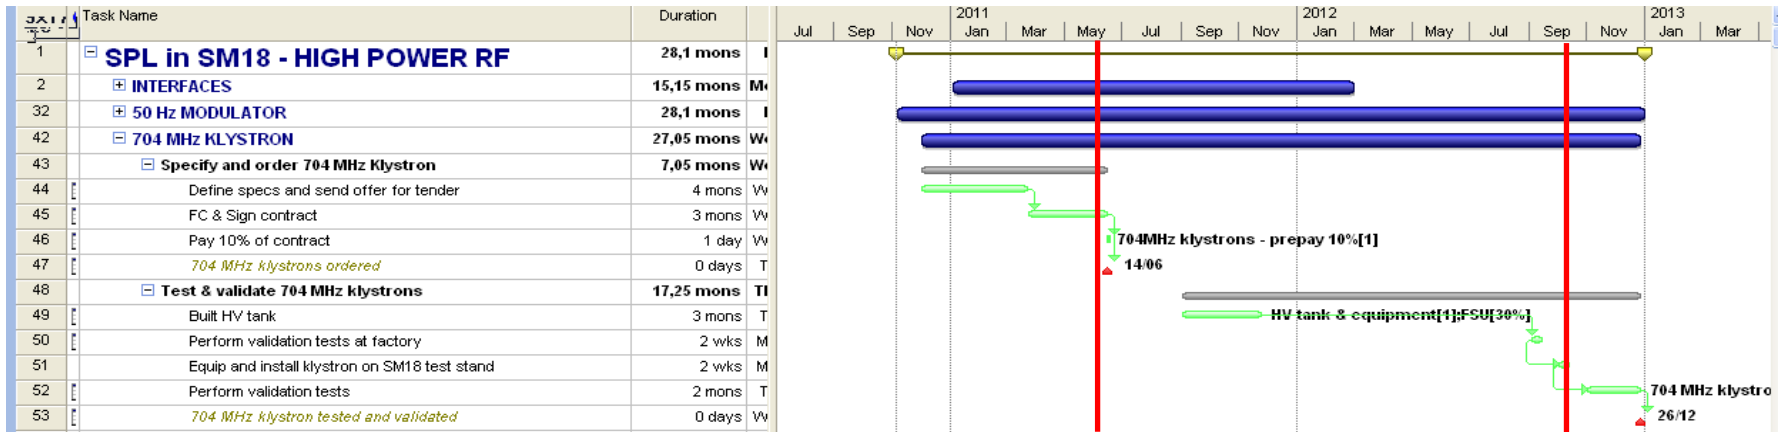 Task Name Duration 2011 2012 2013
Jul Sep Nov Jan Mar May Jul Sep Nov Jan Mar May Jul Sep Nov Jan Mar
1 SPL in SM18 - HIGH POWER RF 28,1 mons
2 INTERFACES 15,15 mons
32 50 Hz MODULATOR 28,1 mons
42 704 MHz KLYSTRON 27,05 mons
43 Specify and order 704 MHz Klystron 7,05 mons
44 Define specs and send offer for tender 4 mons
45 FC & Sign contract 3 mons
46 Pay 10% of contract 1 day 704MHz klystrons - prepay 10%[1]
47 704 MHz klystrons ordered 0 days T 14/06
48 Test & validate 704 MHz klystrons 17,25 mons
49 Built HV tank 3 mons T HV tank & equipment[1];FSU[30%]
50 Perform validation tests at factory 2 wks M
51 Equip and install klystron on SM18 test stand 2 wks M
52 Perform validation tests 2 mons T 704 MHz klystro
53 704 MHz klystron tested and validated 0 days 26/12